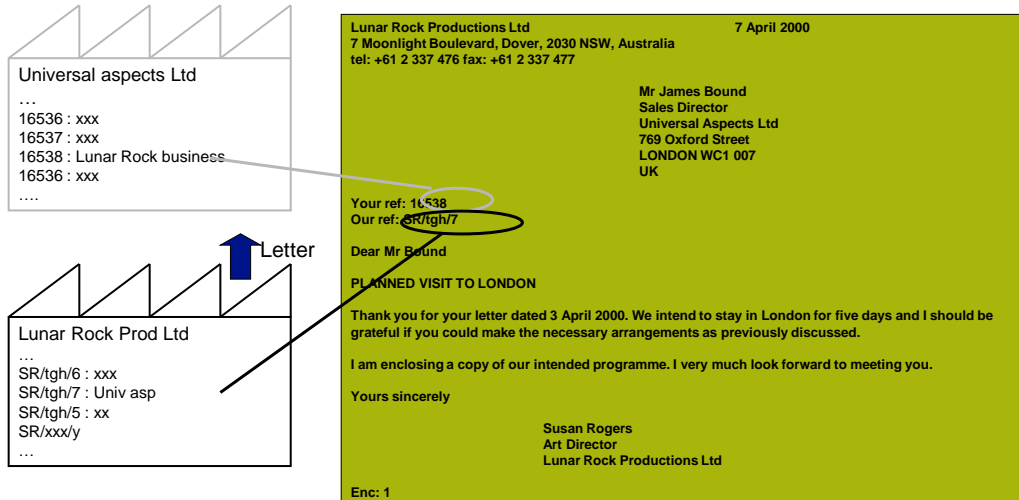 Universal aspects Ltd
…
16536 : xxx
16537 : xxx
16538 : Lunar Rock business
16536 : xxx
….
Letter
Lunar Rock Prod Ltd
…
SR/tgh/6 : xxx
SR/tgh/7 : Univ asp
SR/tgh/5 : xx
SR/xxx/y
…
Lunar Rock Productions Ltd 7 April 2000
7 Moonlight Boulevard, Dover, 2030 NSW, Australia
tel: +61 2 337 476 fax: +61 2 337 477
Mr James Bound
Sales Director
Universal Aspects Ltd
769 Oxford Street
LONDON WC1 007
UK
Your ref: 16538
Our ref: SR/tgh/7
Dear Mr Bound
PLANNED VISIT TO LONDON
Thank you for your letter dated 3 April 2000. We intend to stay in London for five days and I should be
grateful if you could make the necessary arrangements as previously discussed.
I am enclosing a copy of our intended programme. I very much look forward to meeting you.
Yours sincerely
Susan Rogers
Art Director
Lunar Rock Productions Ltd
Enc: 1